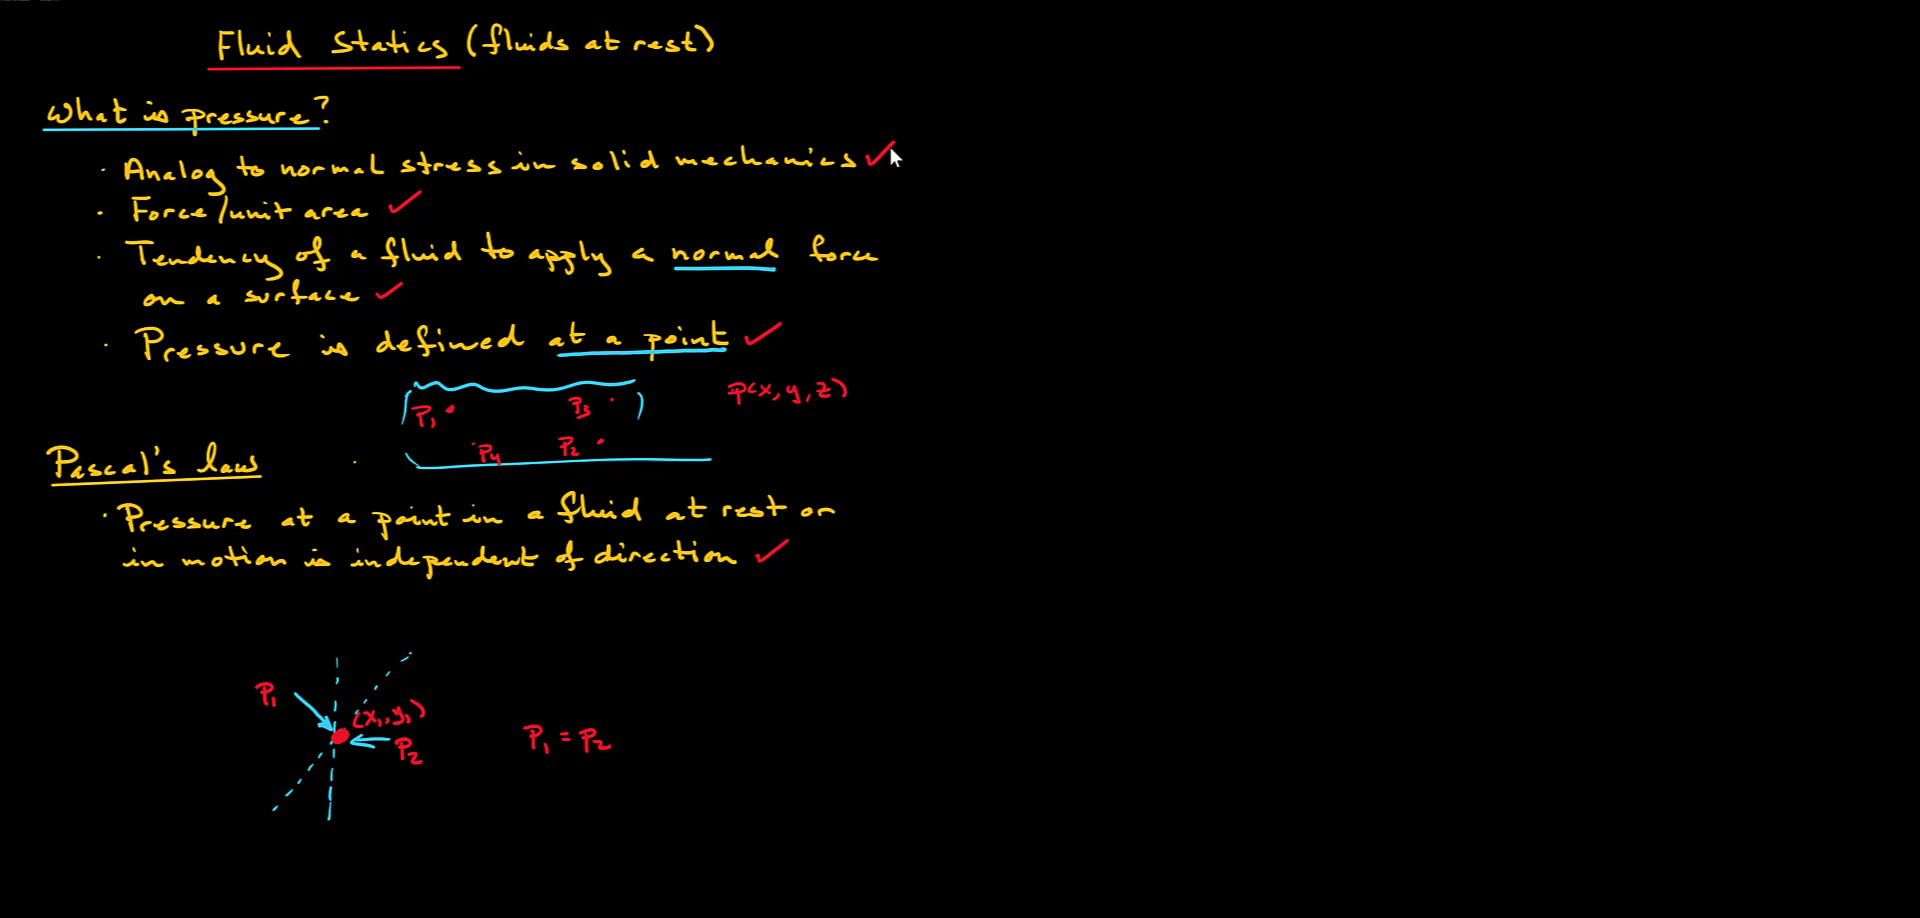 Fluid Statics (fluids at rest)
What is pressure?
· Analog to normal stress in solid mechanics ✓
· Force/unit area ✓
· Tendency of a fluid to apply a normal force
on a surface ✓
· Pressure is defined at a point ✓
P1 P3 P(x, y, z)
P4 P2
Pascal's law
· Pressure at a point in a fluid at rest or
in motion is independent of direction ✓
P1
(x1, y1)
P2
P1 = P2